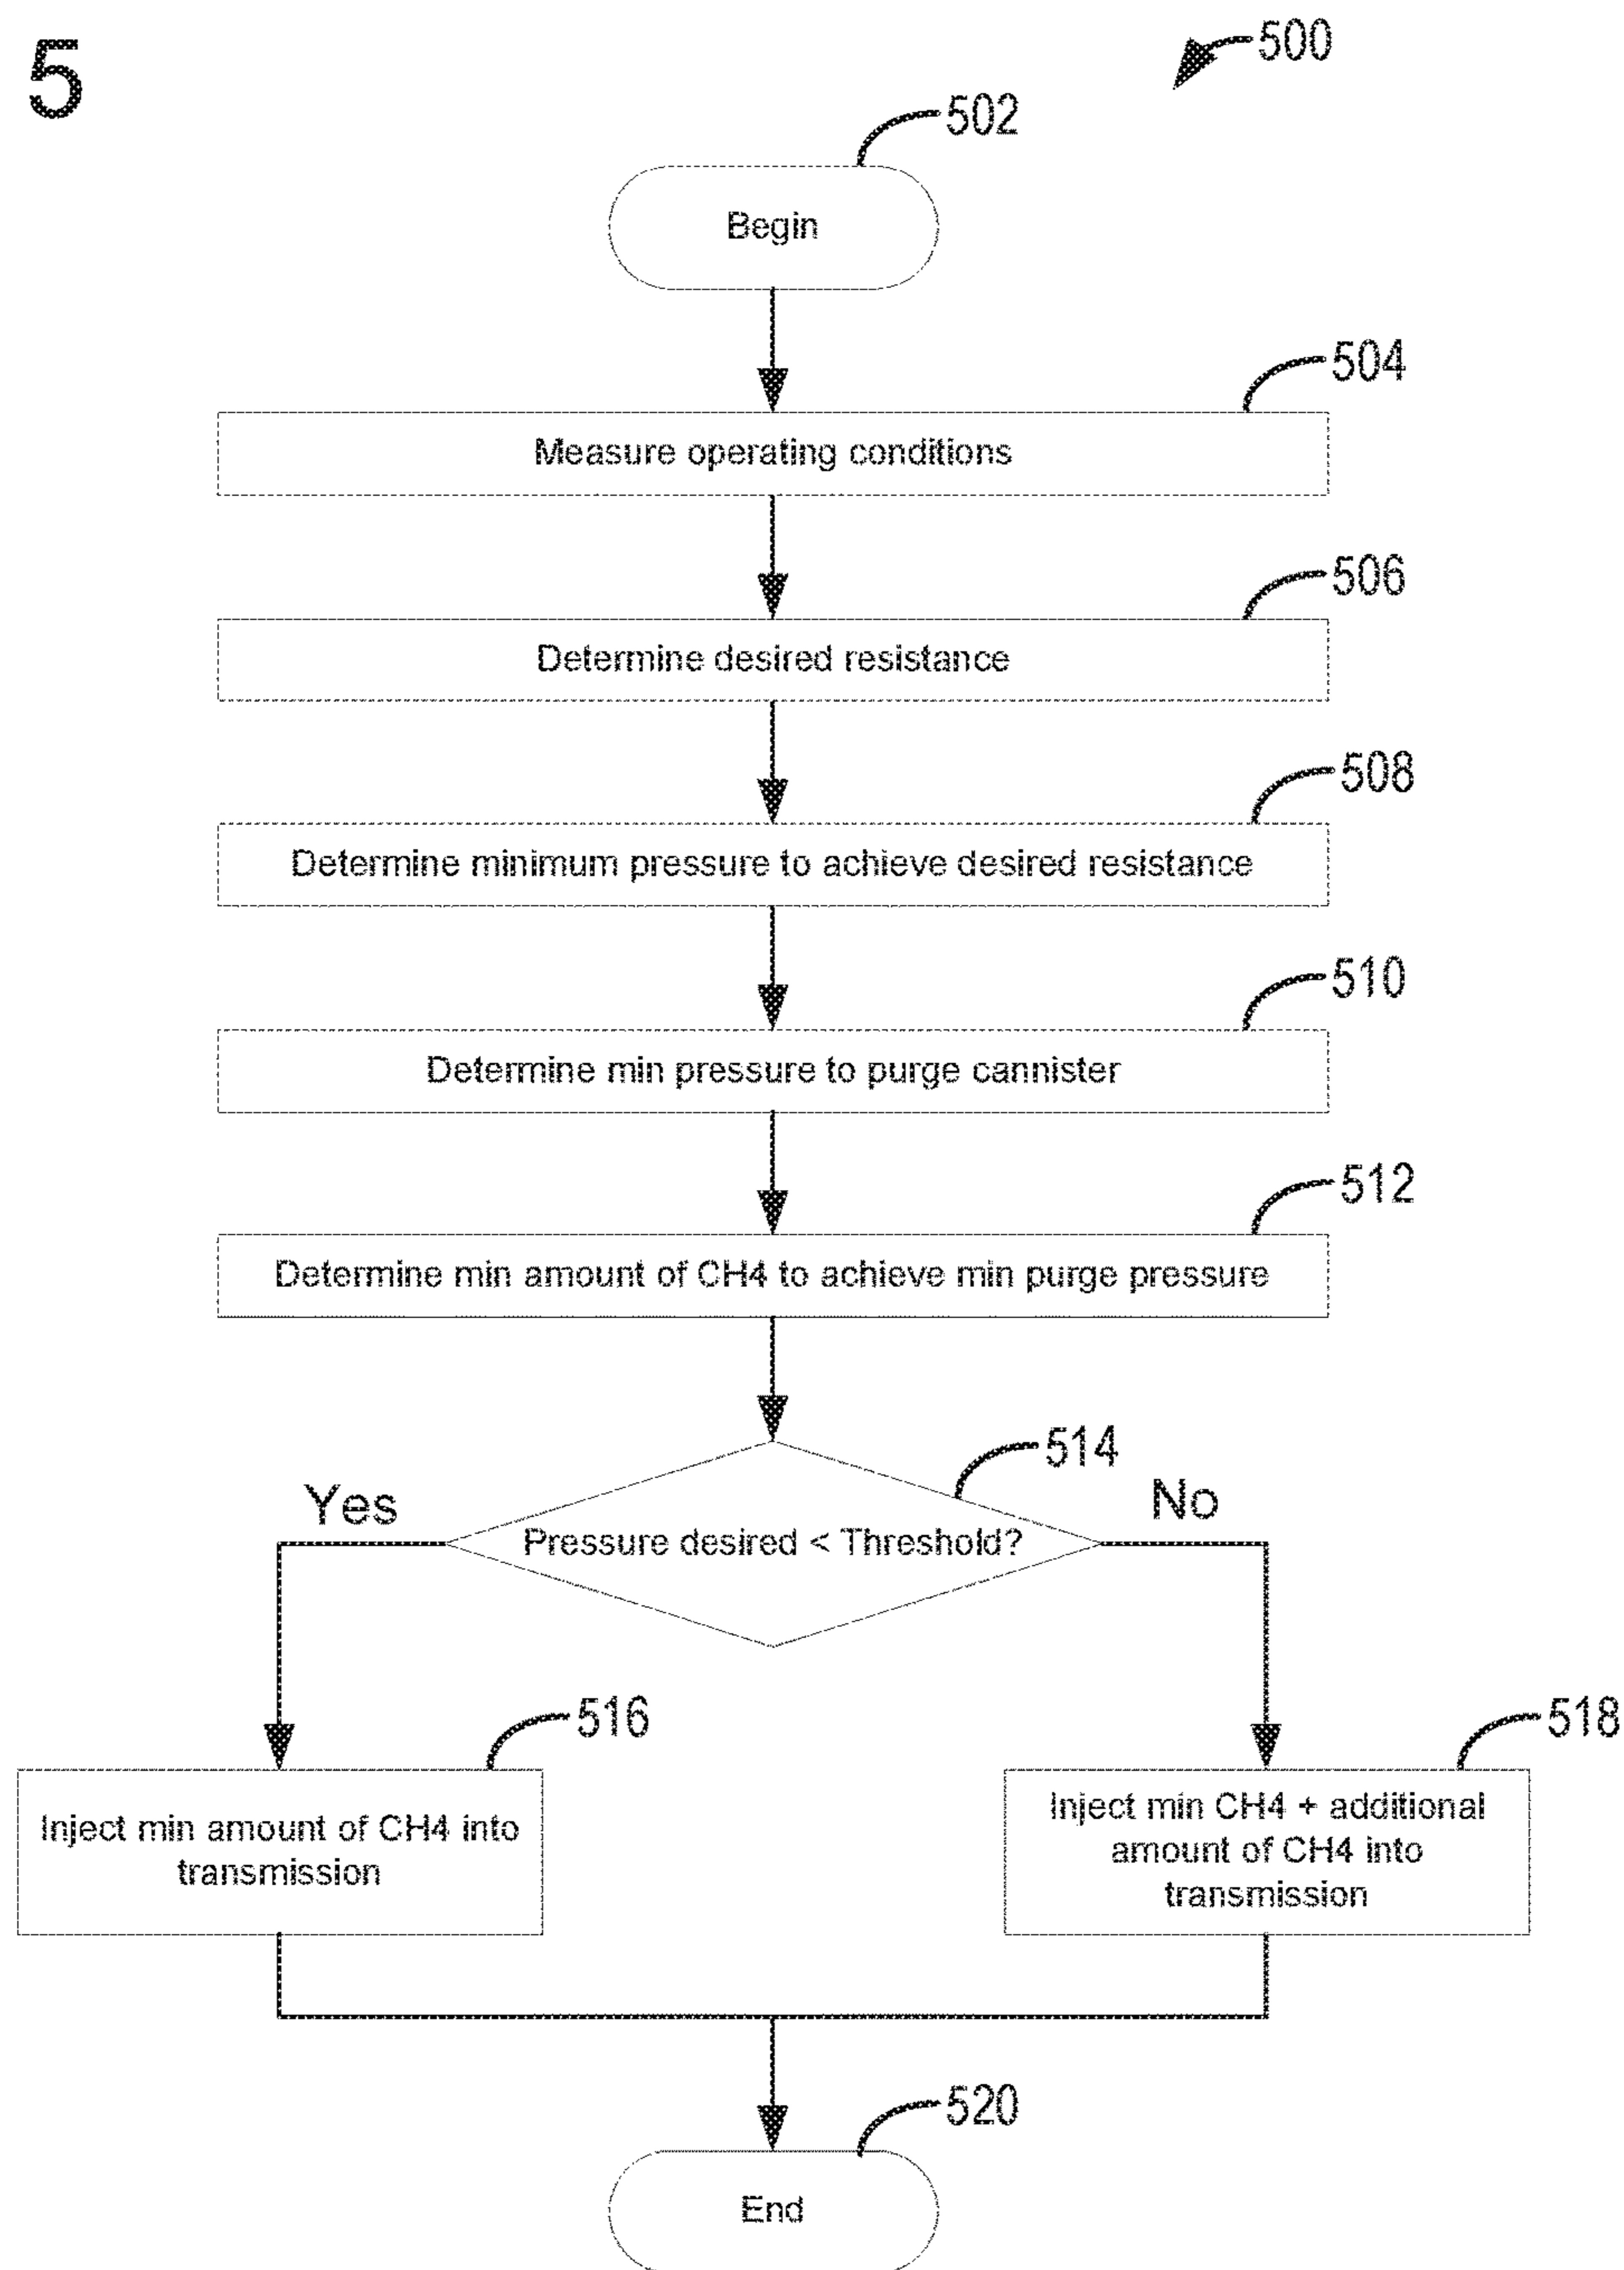 5
500
502
Begin
504
Measure operating conditions
506
Determine desired resistance
508
Determine minimum pressure to achieve desired resistance
510
Determine min pressure to purge cannister
512
Determine min amount of CH4 to achieve min purge pressure
514
Yes
No
Pressure desired < Threshold?
516
518
Inject min amount of CH4 into
transmission
Inject min CH4 + additional
amount of CH4 into
transmission
520
End